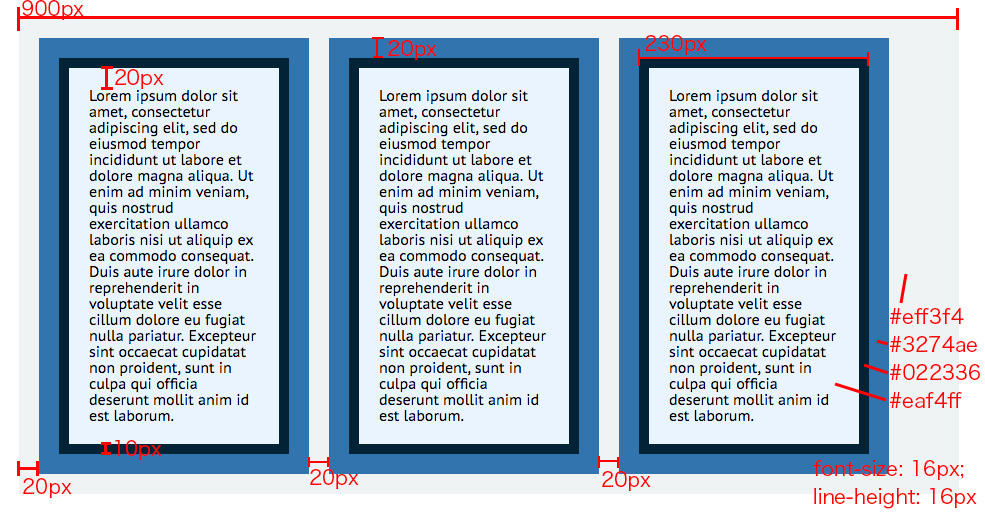 900px
20px
230px
20px
Lorem ipsum dolor sit
amet, consectetur
adipiscing elit, sed do
eiusmod tempor
incididunt ut labore et
dolore magna aliqua. Ut
enim ad minim veniam,
quis nostrud
exercitation ullamco
laboris nisi ut aliquip ex
ea commodo consequat.
Duis aute irure dolor in
reprehenderit in
voluptate velit esse
cillum dolore eu fugiat
nulla pariatur. Excepteur
sint occaecat cupidatat
non proident, sunt in
culpa qui officia
deserunt mollit anim id
est laborum.
10px
Lorem ipsum dolor sit
amet, consectetur
adipiscing elit, sed do
eiusmod tempor
incididunt ut labore et
dolore magna aliqua. Ut
enim ad minim veniam,
quis nostrud
exercitation ullamco
laboris nisi ut aliquip ex
ea commodo consequat.
Duis aute irure dolor in
reprehenderit in
voluptate velit esse
cillum dolore eu fugiat
nulla pariatur. Excepteur
sint occaecat cupidatat
non proident, sunt in
culpa qui officia
deserunt mollit anim id
est laborum.
Lorem ipsum dolor sit
amet, consectetur
adipiscing elit, sed do
eiusmod tempor
incididunt ut labore et
dolore magna aliqua. Ut
enim ad minim veniam,
quis nostrud
exercitation ullamco
laboris nisi ut aliquip ex
ea commodo consequat.
Duis aute irure dolor in
reprehenderit in
voluptate velit esse
cillum dolore eu fugiat
nulla pariatur. Excepteur
sint occaecat cupidatat
non proident, sunt in
culpa qui officia
deserunt mollit anim id
est laborum.
#eff3f4
#3274ae
#022336
#eaf4ff
20px
20px
20px
font-size: 16px;
line-height: 16px